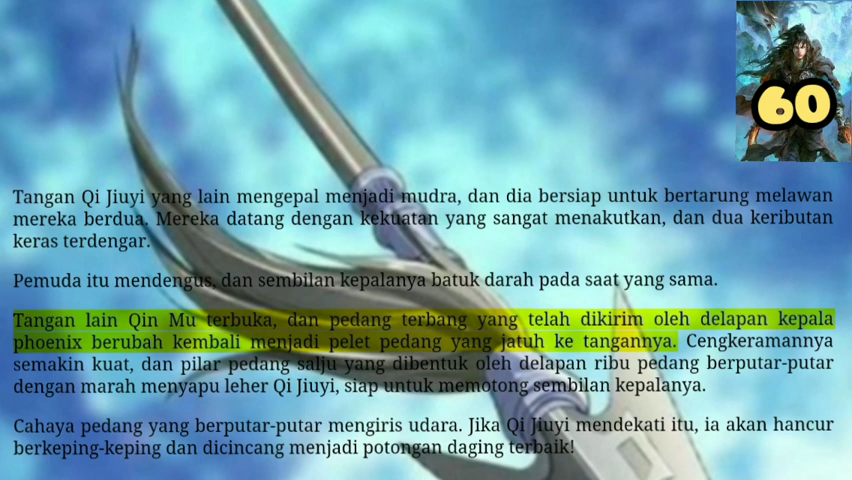 60
Tangan Qi Jiuyi yang lain mengepal menjadi mudra, dan dia bersiap untuk bertarung melawan
mereka berdua. Mereka datang dengan kekuatan yang sangat menakutkan, dan dua keributan
keras terdengar.
Pemuda itu mendengus, dan sembilan kepalanya batuk darah pada saat yang sama.
Tangan lain Qin Mu terbuka, dan pedang terbang yang telah dikirim oleh delapan kepala
phoenix berubah kembali menjadi pelet pedang yang jatuh ke tangannya. Cengkeramannya
semakin kuat, dan pilar pedang salju yang dibentuk oleh delapan ribu pedang berputar-putar
dengan marah menyapu leher Qi Jiuyi, siap untuk memotong sembilan kepalanya.
Cahaya pedang yang berputar-putar mengiris udara. Jika Qi Jiuyi mendekati itu, ia akan hancur
berkeping-keping dan dicincang menjadi potongan daging terbaik!